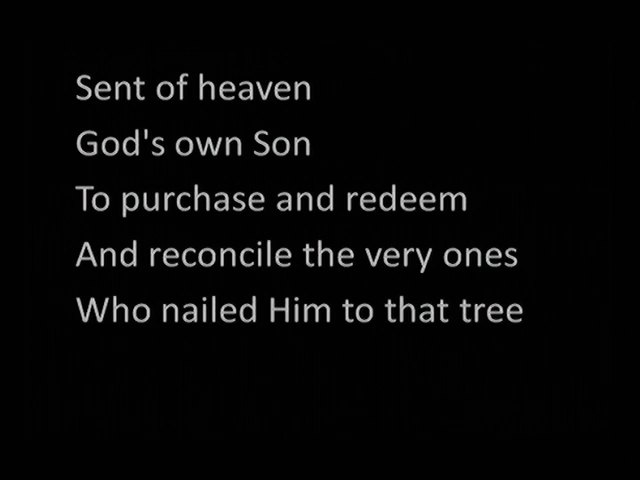 Sent of heaven
God's own Son
To purchase and redeem
And reconcile the very ones
Who nailed Him to that tree